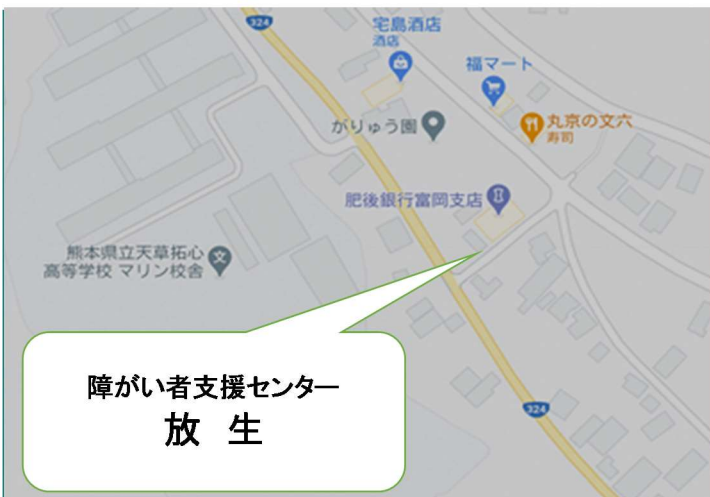 324
宅島酒店
酒店
福マート
がりゅう園
丸京の文六
寿司
肥後銀行富岡支店
熊本県立天草拓心
高等学校 マリン校舎
文
障がい者支援センター
放 生
324